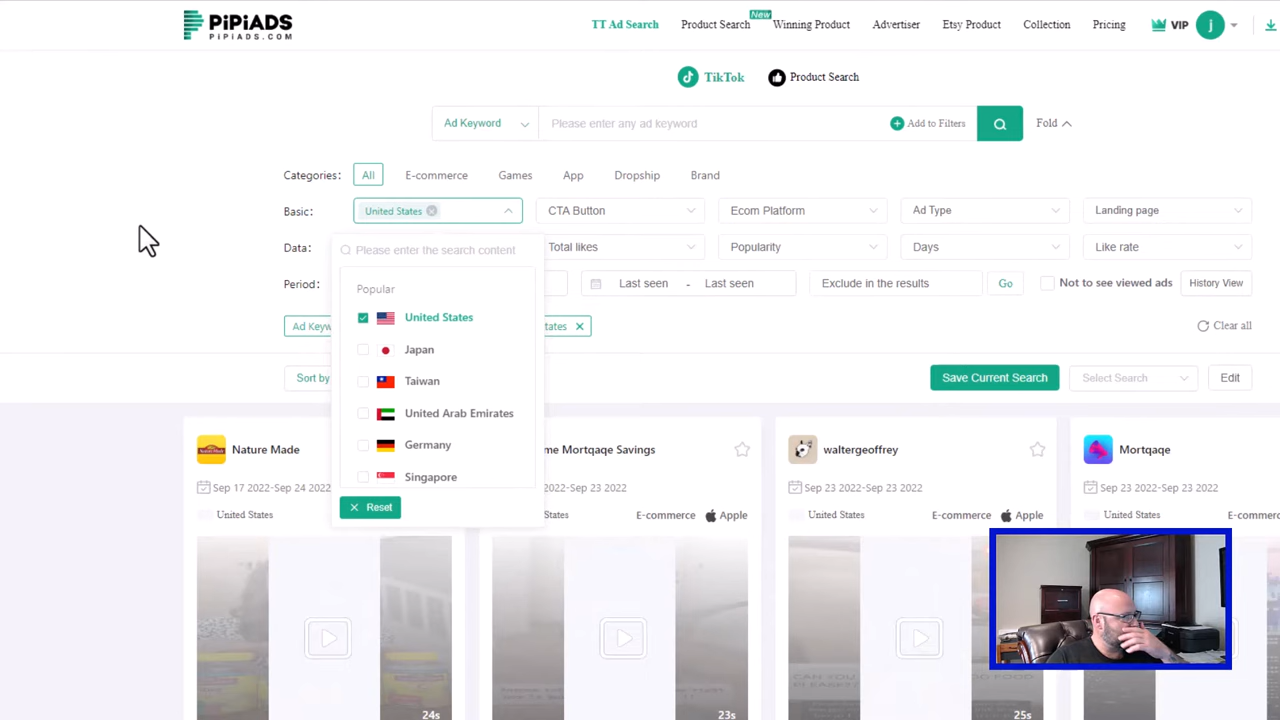 PiPiADS
PIPIADS.COM
TT Ad Search
Product Search
New
Winning Product
Advertiser
Etsy Product
Collection
Pricing
VIP
j
TikTok
Product Search
Ad Keyword
Please enter any ad keyword
Add to Filters
Fold
Categories:
All
E-commerce
Games
App
Dropship
Brand
Basic:
United States
CTA Button
Ecom Platform
Ad Type
Landing page
Data:
Please enter the search content
Total likes
Popularity
Days
Like rate
Period:
Last seen - Last seen
Exclude in the results
Go
Not to see viewed ads
History View
Popular
United States
Japan
Taiwan
United Arab Emirates
Germany
Singapore
Reset
Clear all
Sort by
Save Current Search
Select Search
Edit
Nature Made
Sep 17 2022-Sep 24 2022
United States
24s
me Mortqaqe Savings
2022-Sep 23 2022
States
E-commerce
Apple
23s
waltergeoffrey
Sep 23 2022-Sep 23 2022
United States
E-commerce
Apple
25s
Mortqaqe
Sep 23 2022-Sep 23 2022
United States